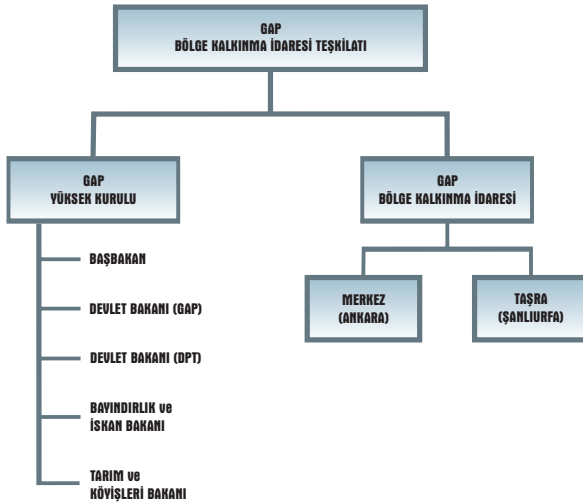 GAP
BÖLGE KALKINMA İDARESİ TEŞKİLATI
GAP
YÜKSEK KURULU
GAP
BÖLGE KALKINMA İDARESİ
BAŞBAKAN
DEVLET BAKANI (GAP)
DEVLET BAKANI (DPT)
BAYINDIRLIK ve
İSKAN BAKANI
TARIM ve
KÖYİŞLERİ BAKANI
MERKEZ
(ANKARA)
TAŞRA
(ŞANLIURFA)